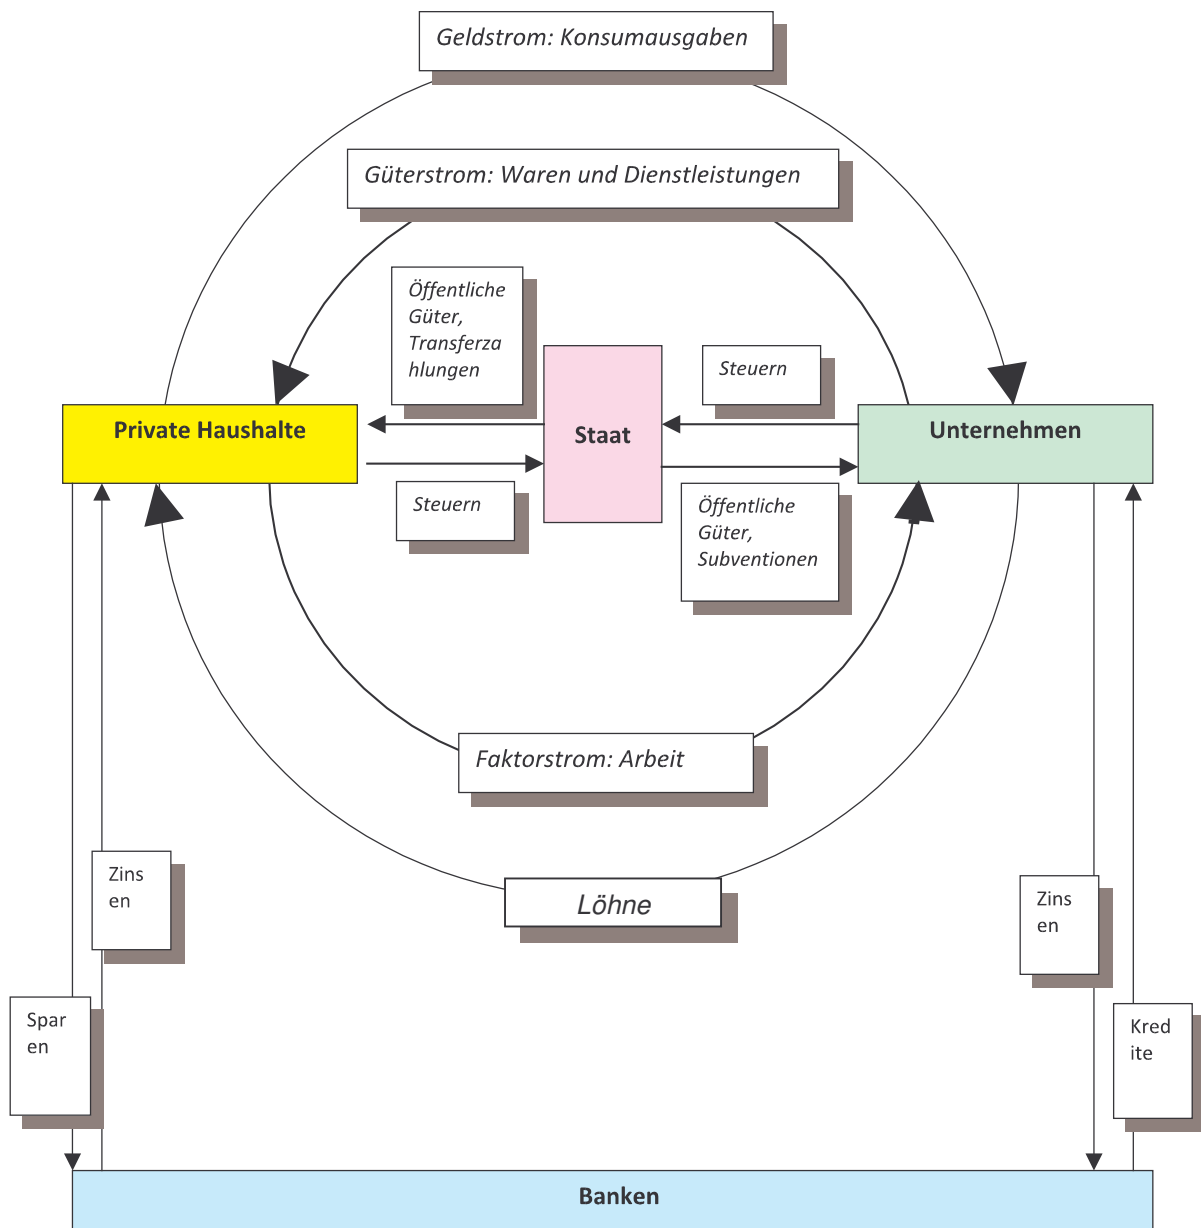 Geldstrom: Konsumausgaben
Güterstrom: Waren und Dienstleistungen
Öffentliche
Güter,
Transferza
hlungen
Steuern
Private Haushalte
Staat
Unternehmen
Steuern
Öffentliche
Güter,
Subventionen
Faktorstrom: Arbeit
Löhne
Zins
en
Zins
en
Spar
en
Kred
ite
Banken